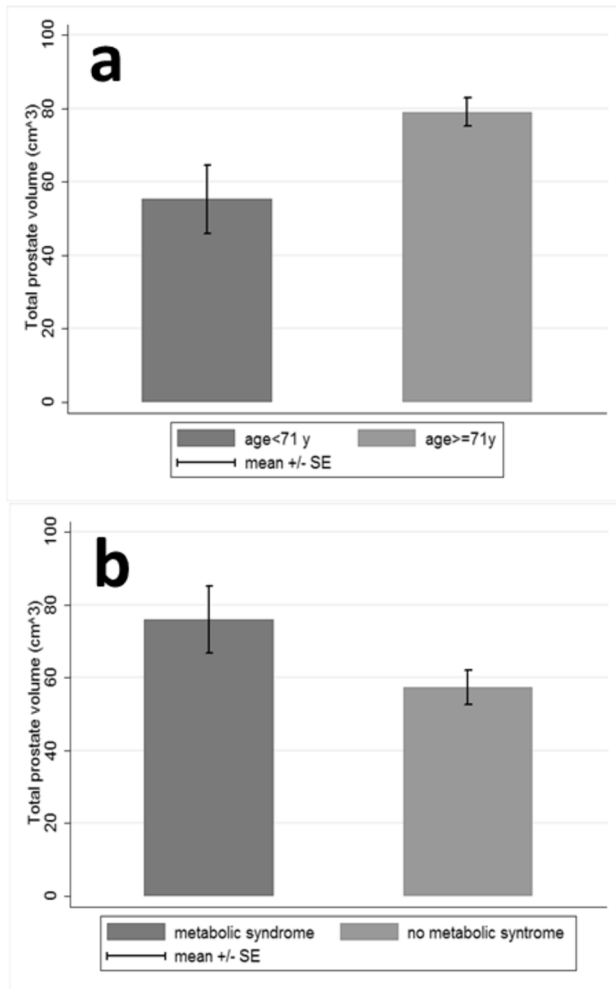 a
Total prostate volume (cm^3)
100
80
60
40
20
0
age<71 y
age>=71y
mean +/- SE
b
Total prostate volume (cm^3)
100
80
60
40
20
0
metabolic syndrome
no metabolic syntrome
mean +/- SE